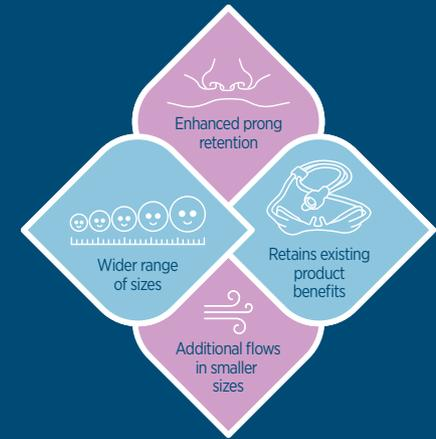 Enhanced prong
retention
Wider range
of sizes
Retains existing
product
benefits
Additional flows
in smaller
sizes